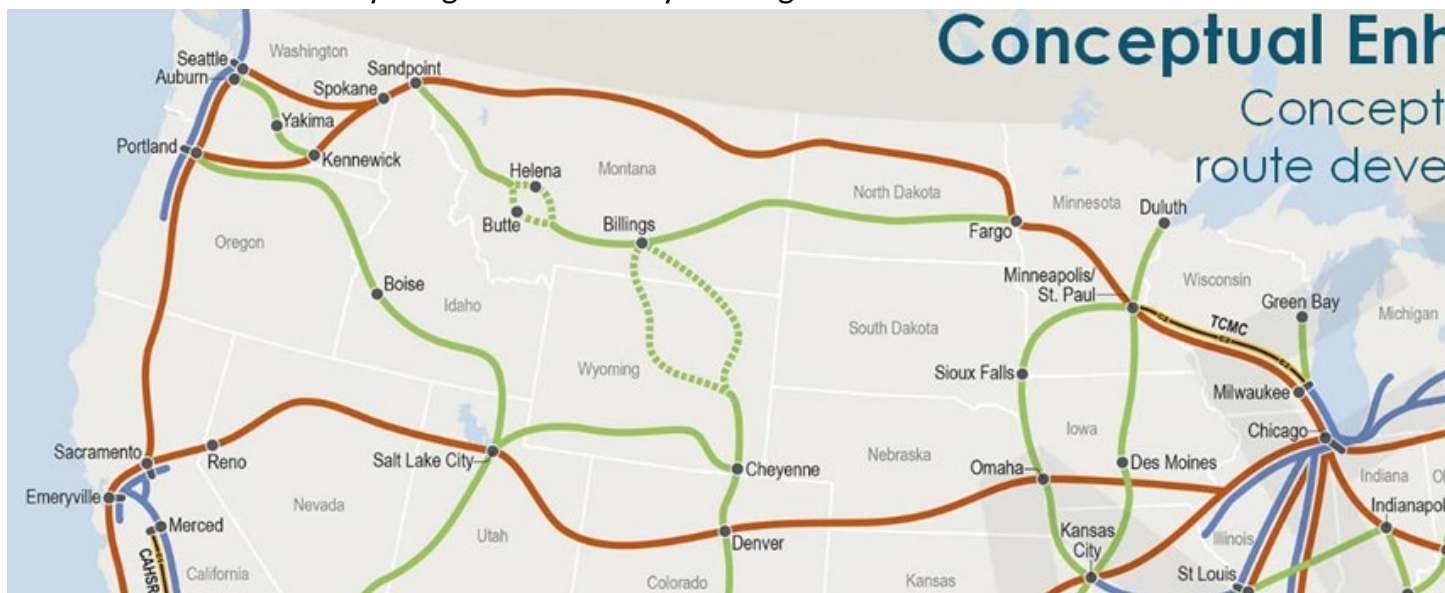 Conceptual Enh
Concept
route deve
Seattle
Auburn
Washington
Spokane
Sandpoint
Yakima
Portland
Kennewick
Helena
Montana
Butte
Billings
North Dakota
Fargo
Minnesota
Duluth
Oregon
Boise
Idaho
Minneapolis/
St. Paul
Wisconsin
Green Bay
TCMC
Michigan
South Dakota
Wyoming
Sioux Falls
Milwaukee
Chicago
Iowa
Sacramento
Reno
Salt Lake City
Cheyenne
Nebraska
Omaha
Des Moines
Emeryville
Merced
Nevada
Utah
Denver
Kansas
City
Indiana
Indianapol
Illinois
CAHSR
California
Colorado
Kansas
St Louis